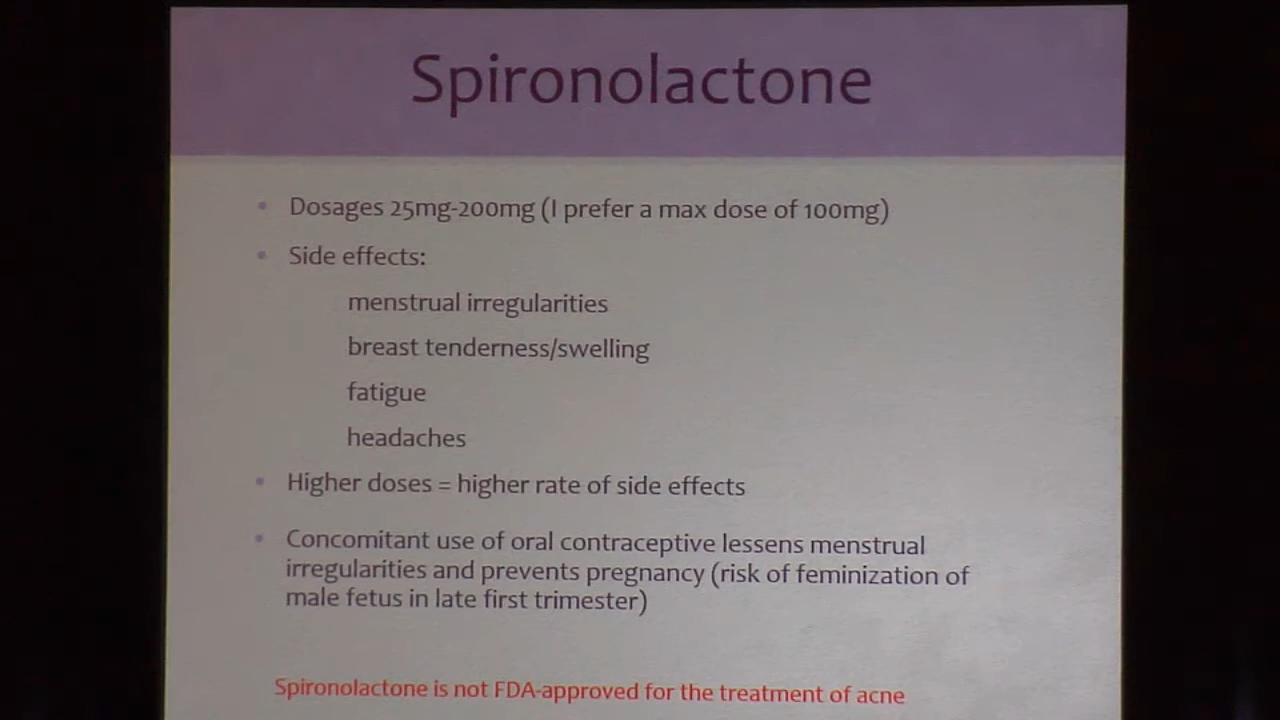 Spironolactone
• Dosages 25mg-200mg (I prefer a max dose of 100mg)
• Side effects:
menstrual irregularities
breast tenderness/swelling
fatigue
headaches
• Higher doses = higher rate of side effects
• Concomitant use of oral contraceptive lessens menstrual
irregularities and prevents pregnancy (risk of feminization of
male fetus in late first trimester)
Spironolactone is not FDA-approved for the treatment of acne